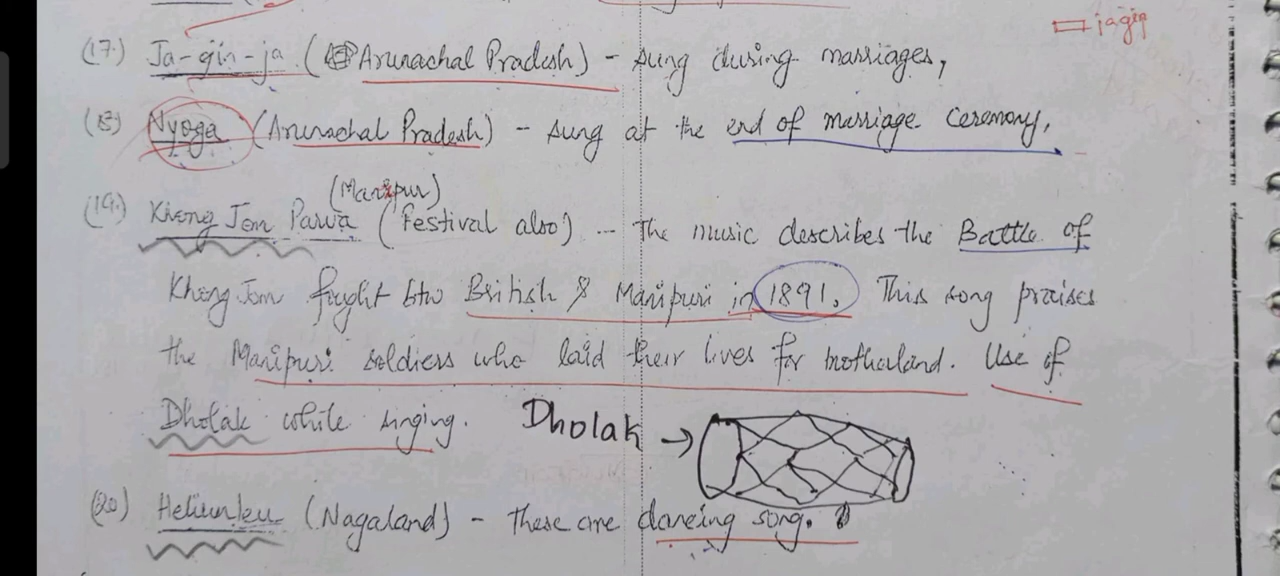 jagip
(17.) Ja-gin-ja. (Arunachal Pradesh) - sung during marriages,
(18) Nyoga (Arunachal Pradesh) - sung at the end of marriage ceremony.
(Manipur)
(19.) Khong Jom Parva (Festival also) - The music describes the Battle of
Khong Jom fought btw British & Manipuri in 1891. This song praises
the Manipuri soldiers who laid their lives for motherland. Use of
Dholak while singing. Dholak →
(20) Heliunleu (Nagaland) - These are dancing song.